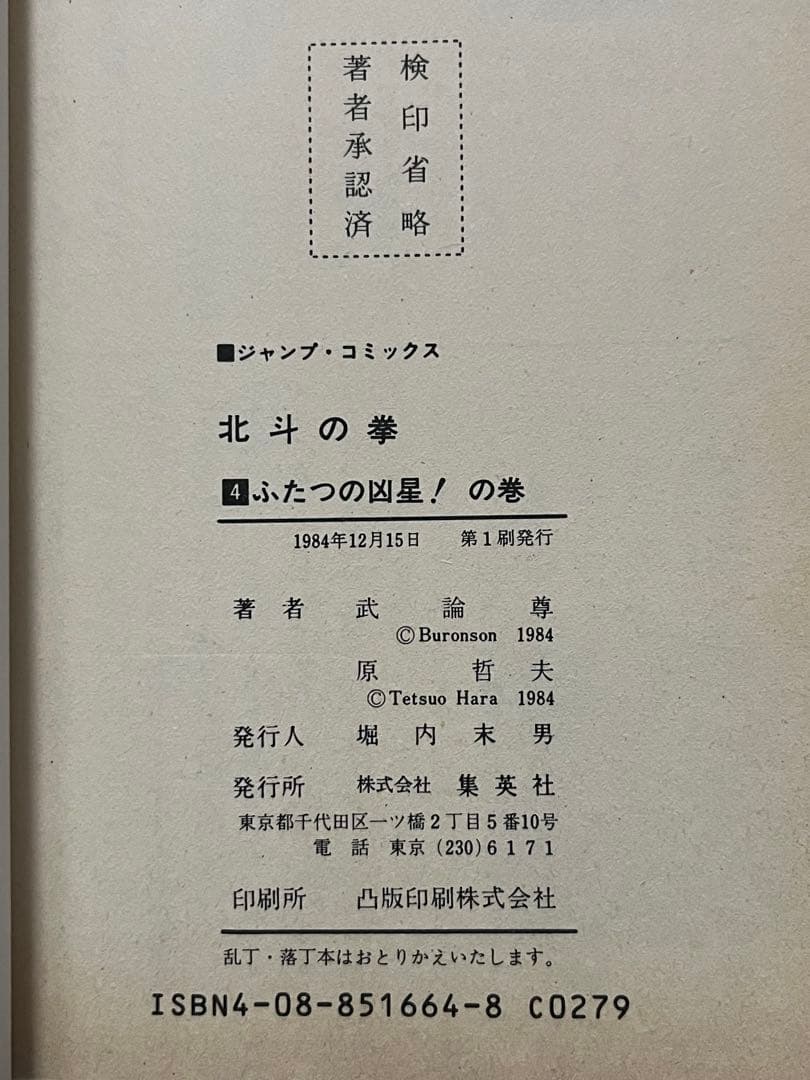 検印省略
著者承認済
■ジャンプ・コミックス
北斗の拳
4 ふたつの凶星! の巻
1984年12月15日 第1刷発行
著者 武論尊
©Buronson 1984
原哲夫
©Tetsuo Hara 1984
発行人 堀内末男
発行所 株式会社 集英社
東京都千代田区一ツ橋2丁目5番10号
電話 東京(230)6171
印刷所 凸版印刷株式会社
乱丁・落丁本はおとりかえいたします。
ISBN4-08-851664-8 C0279